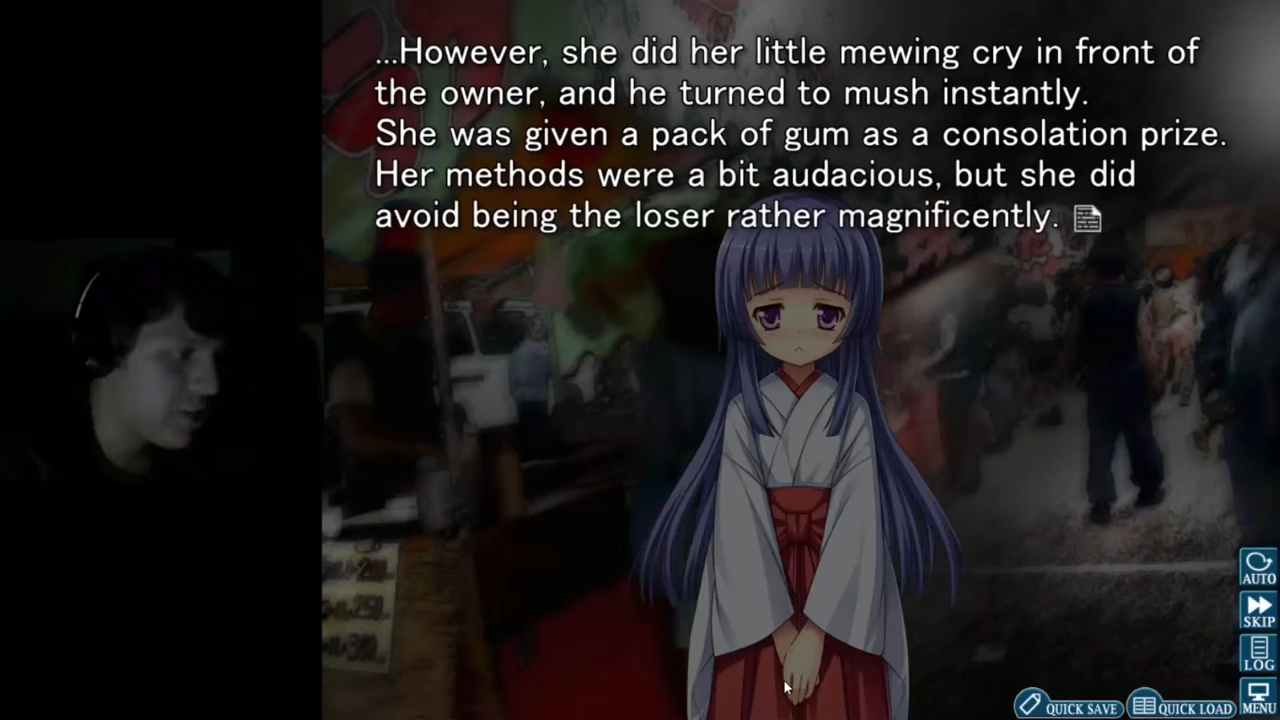 ...However, she did her little mewing cry in front of
the owner, and he turned to mush instantly.
She was given a pack of gum as a consolation prize.
Her methods were a bit audacious, but she did
avoid being the loser rather magnificently.
AUTO
SKIP
LOG
MENU
QUICK SAVE
QUICK LOAD